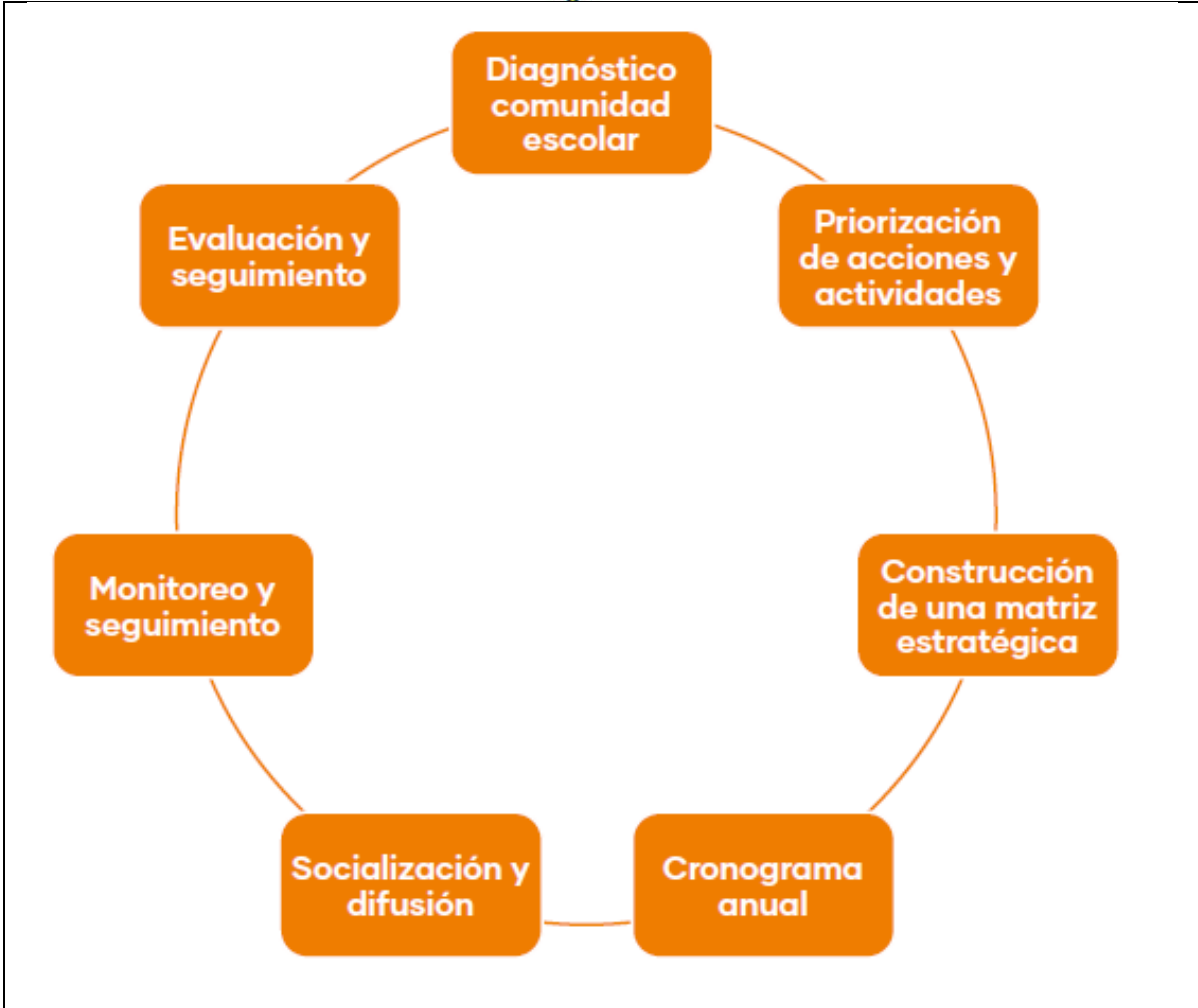 Diagnóstico
comunidad
escolar
Priorización
de acciones y
actividades
Construcción
de una matriz
estratégica
Cronograma
anual
Socialización y
difusión
Monitoreo y
seguimiento
Evaluación y
seguimiento